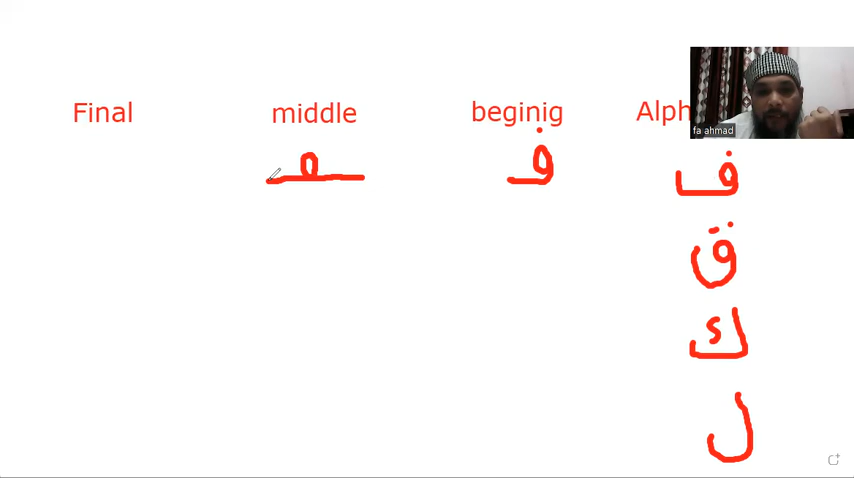 Final middle beginig Alph
fa ahmad
ف فـ ـڡـ
ق
ك
ل